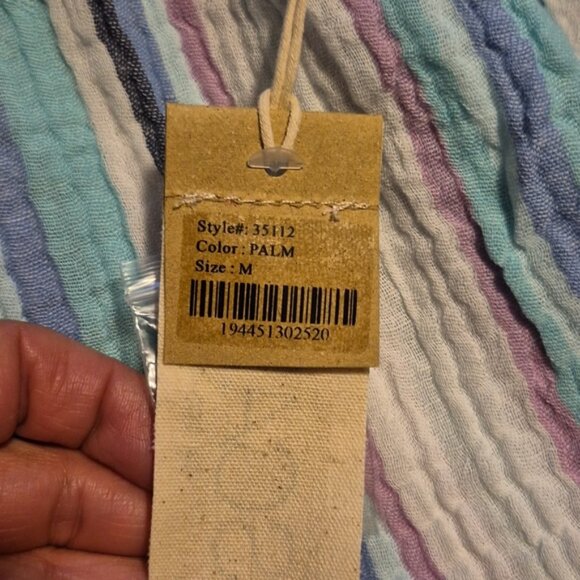 Style#: 35112
Color : PALM
Size : M
194451302520